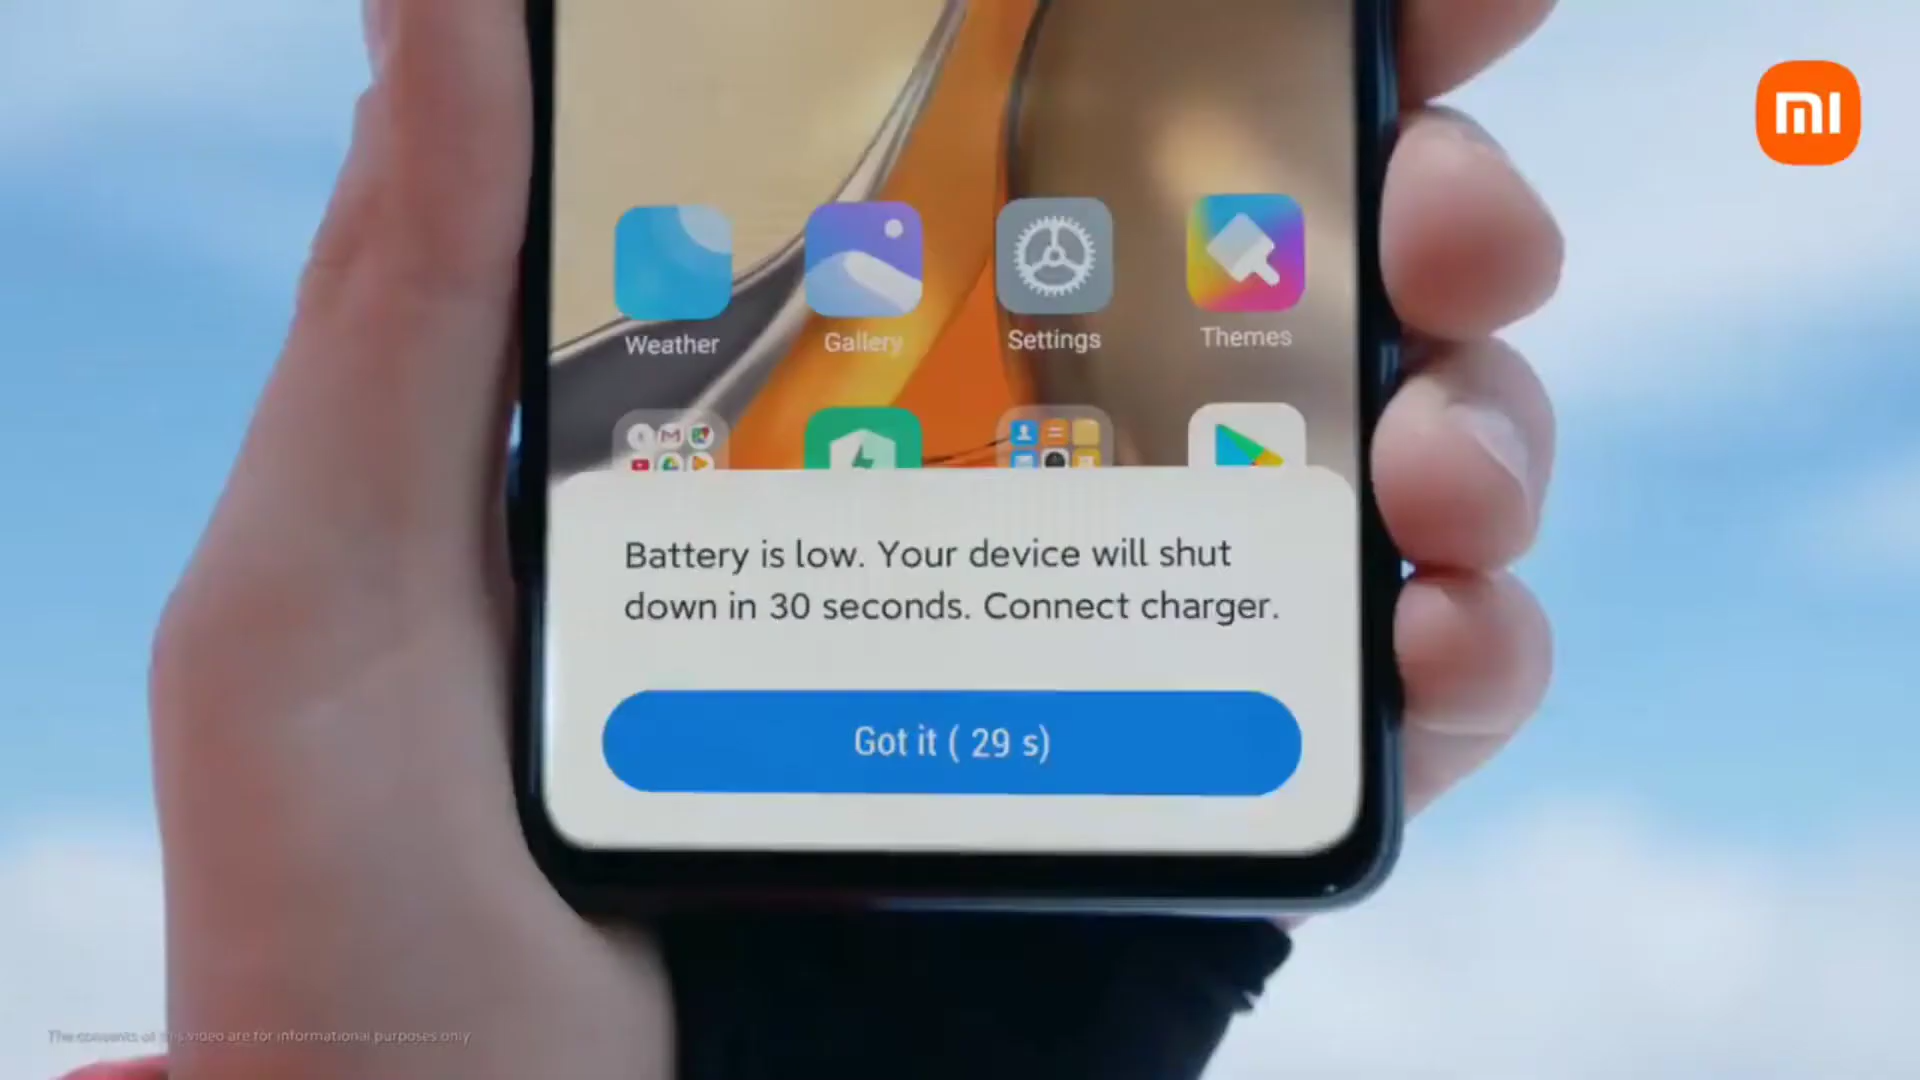 mi
Weather
Gallery
Settings
Themes
Battery is low. Your device will shut
down in 30 seconds. Connect charger.
Got it ( 29 s)
The contents of this video are for informational purposes only